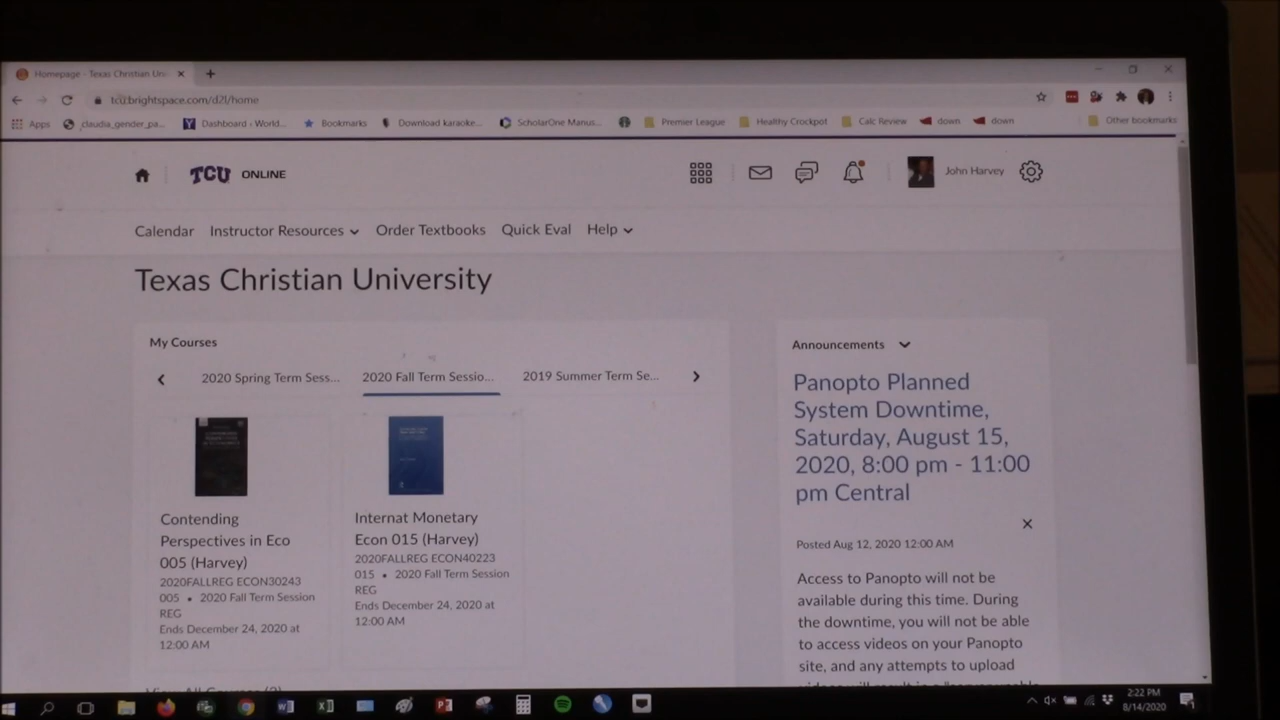 Homepage - Texas Christian Uni
tcu.brightspace.com/d2l/home
Apps claudia_gender_pa... Dashboard ‹ World... Bookmarks Download karaoke... ScholarOne Manus... Premier League Healthy Crockpot Calc Review down down Other bookmarks
TCU ONLINE John Harvey
Calendar Instructor Resources Order Textbooks Quick Eval Help
Texas Christian University
My Courses
2020 Spring Term Sess... 2020 Fall Term Sessio... 2019 Summer Term Se...
Contending
Perspectives in Eco
005 (Harvey)
2020FALLREG ECON30243
005 • 2020 Fall Term Session
REG
Ends December 24, 2020 at
12:00 AM
Internat Monetary
Econ 015 (Harvey)
2020FALLREG ECON40223
015 • 2020 Fall Term Session
REG
Ends December 24, 2020 at
12:00 AM
Announcements
Panopto Planned
System Downtime,
Saturday, August 15,
2020, 8:00 pm - 11:00
pm Central
Posted Aug 12, 2020 12:00 AM
Access to Panopto will not be
available during this time. During
the downtime, you will not be able
to access videos on your Panopto
site, and any attempts to upload
2:22 PM
8/14/2020